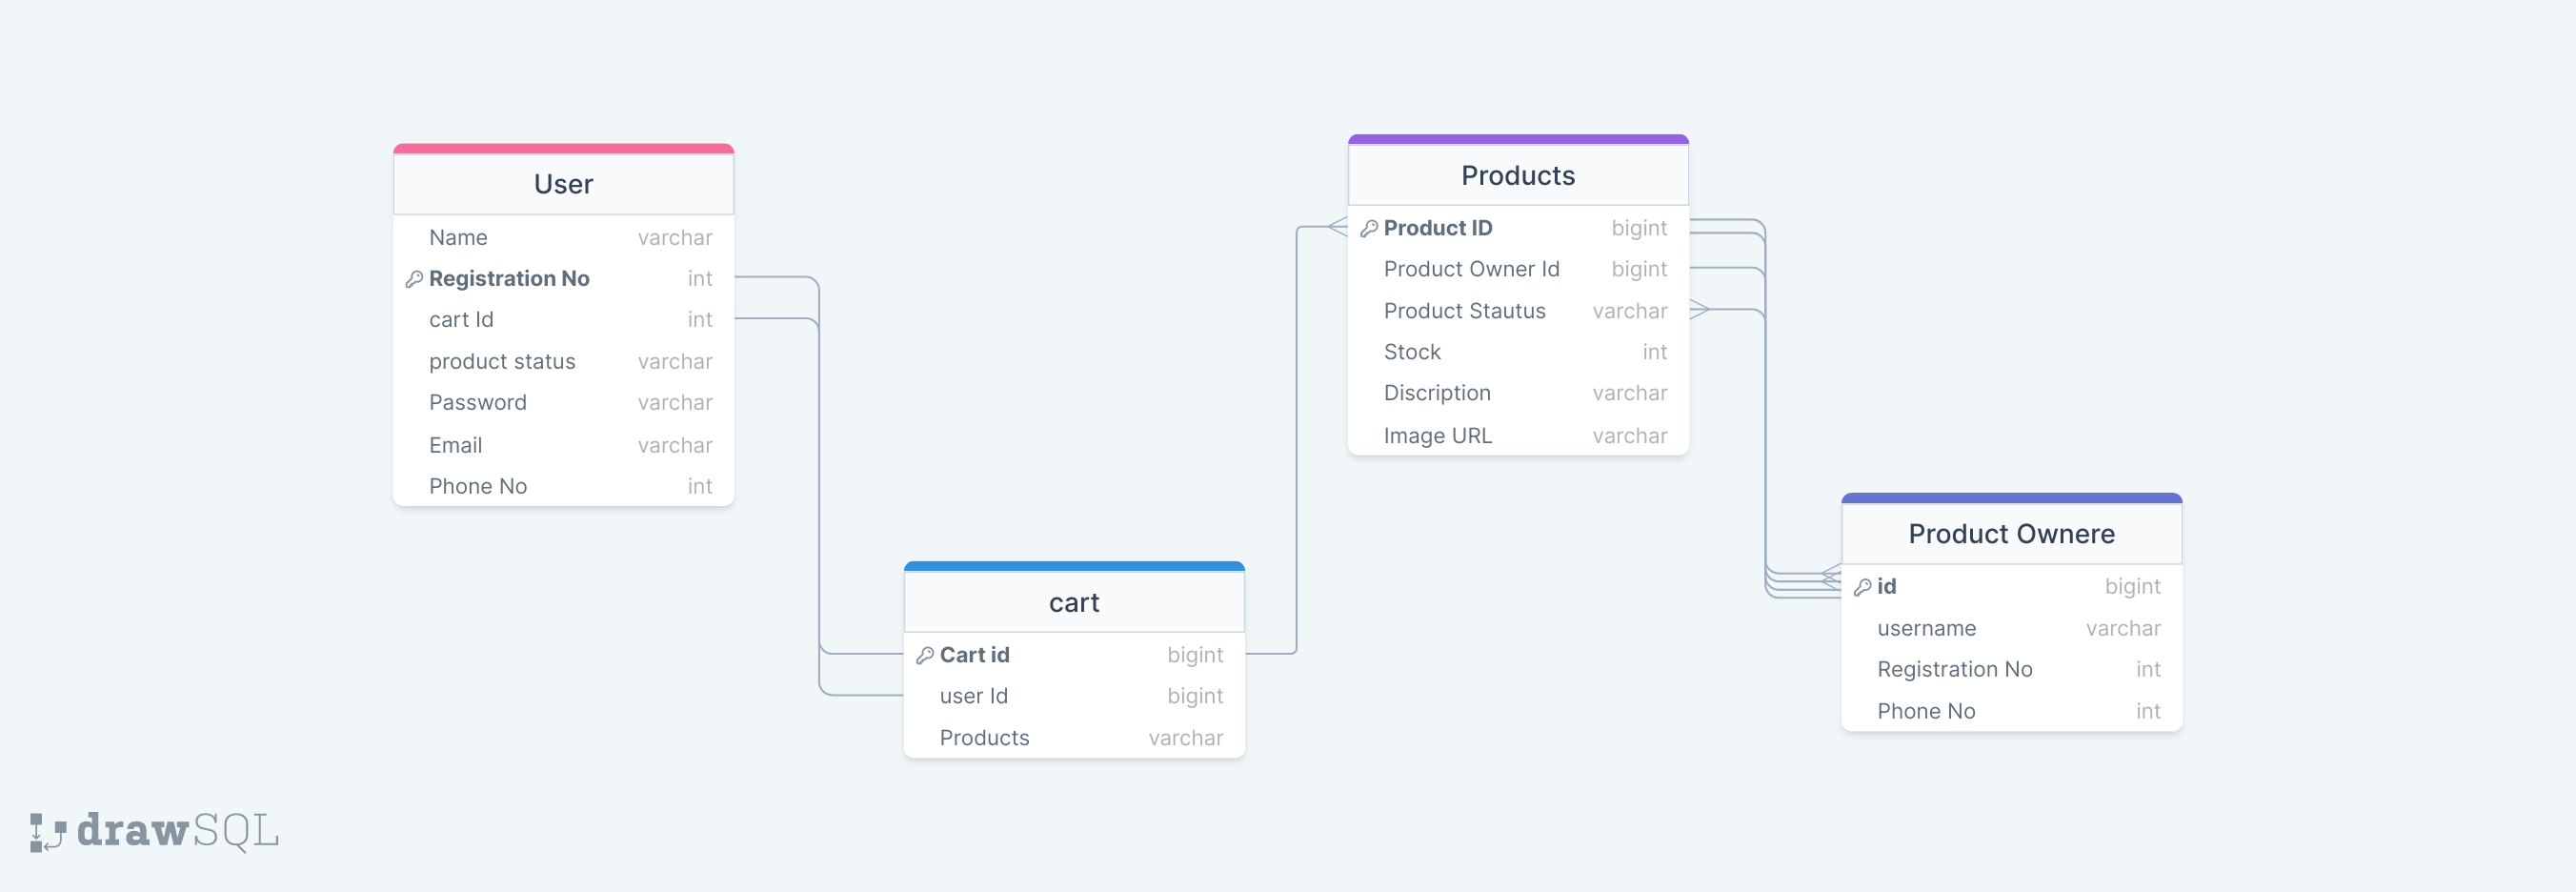 User
Name varchar
Registration No int
cart Id int
product status varchar
Password varchar
Email varchar
Phone No int
cart
Cart id bigint
user Id bigint
Products varchar
Products
Product ID bigint
Product Owner Id bigint
Product Stautus varchar
Stock int
Discription varchar
Image URL varchar
Product Ownere
id bigint
username varchar
Registration No int
Phone No int
drawSQL